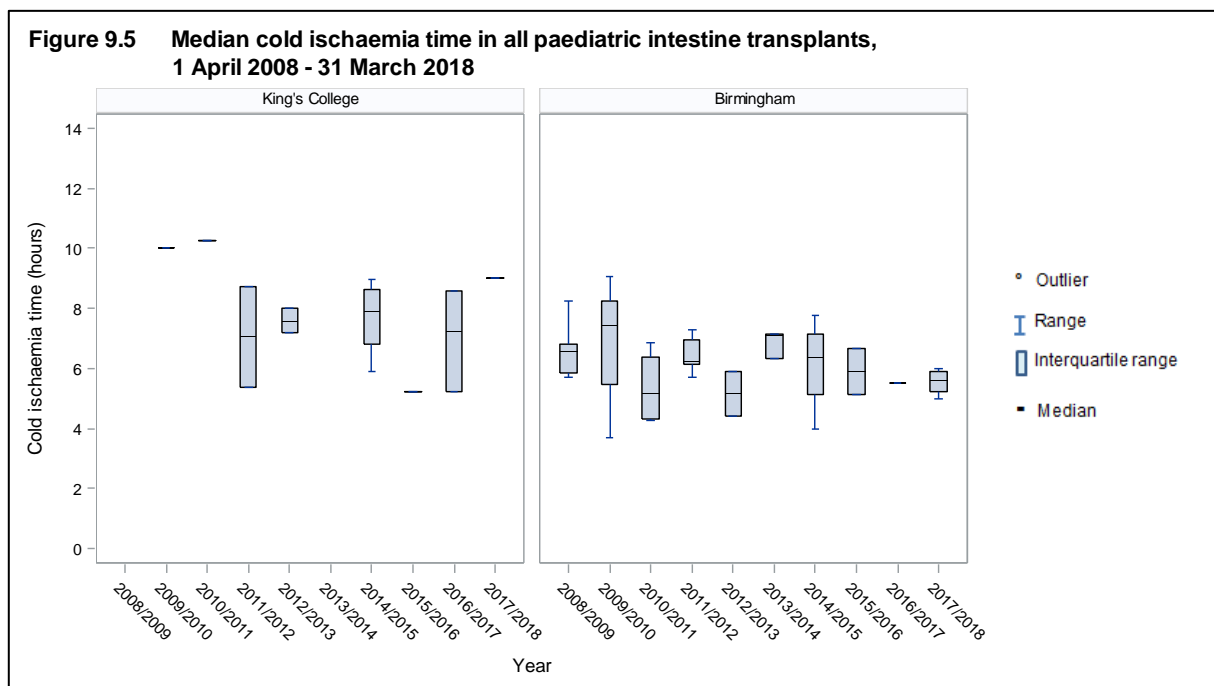 Figure 9.5 Median cold ischaemia time in all paediatric intestine transplants,
1 April 2008 - 31 March 2018
King's College
Birmingham
Cold ischaemia time (hours)
14
12
10
8
6
4
2
0
2008/2009
2009/2010
2010/2011
2011/2012
2012/2013
2013/2014
2014/2015
2015/2016
2016/2017
2017/2018
2008/2009
2009/2010
2010/2011
2011/2012
2012/2013
2013/2014
2014/2015
2015/2016
2016/2017
2017/2018
Year
Outlier
Range
Interquartile range
Median